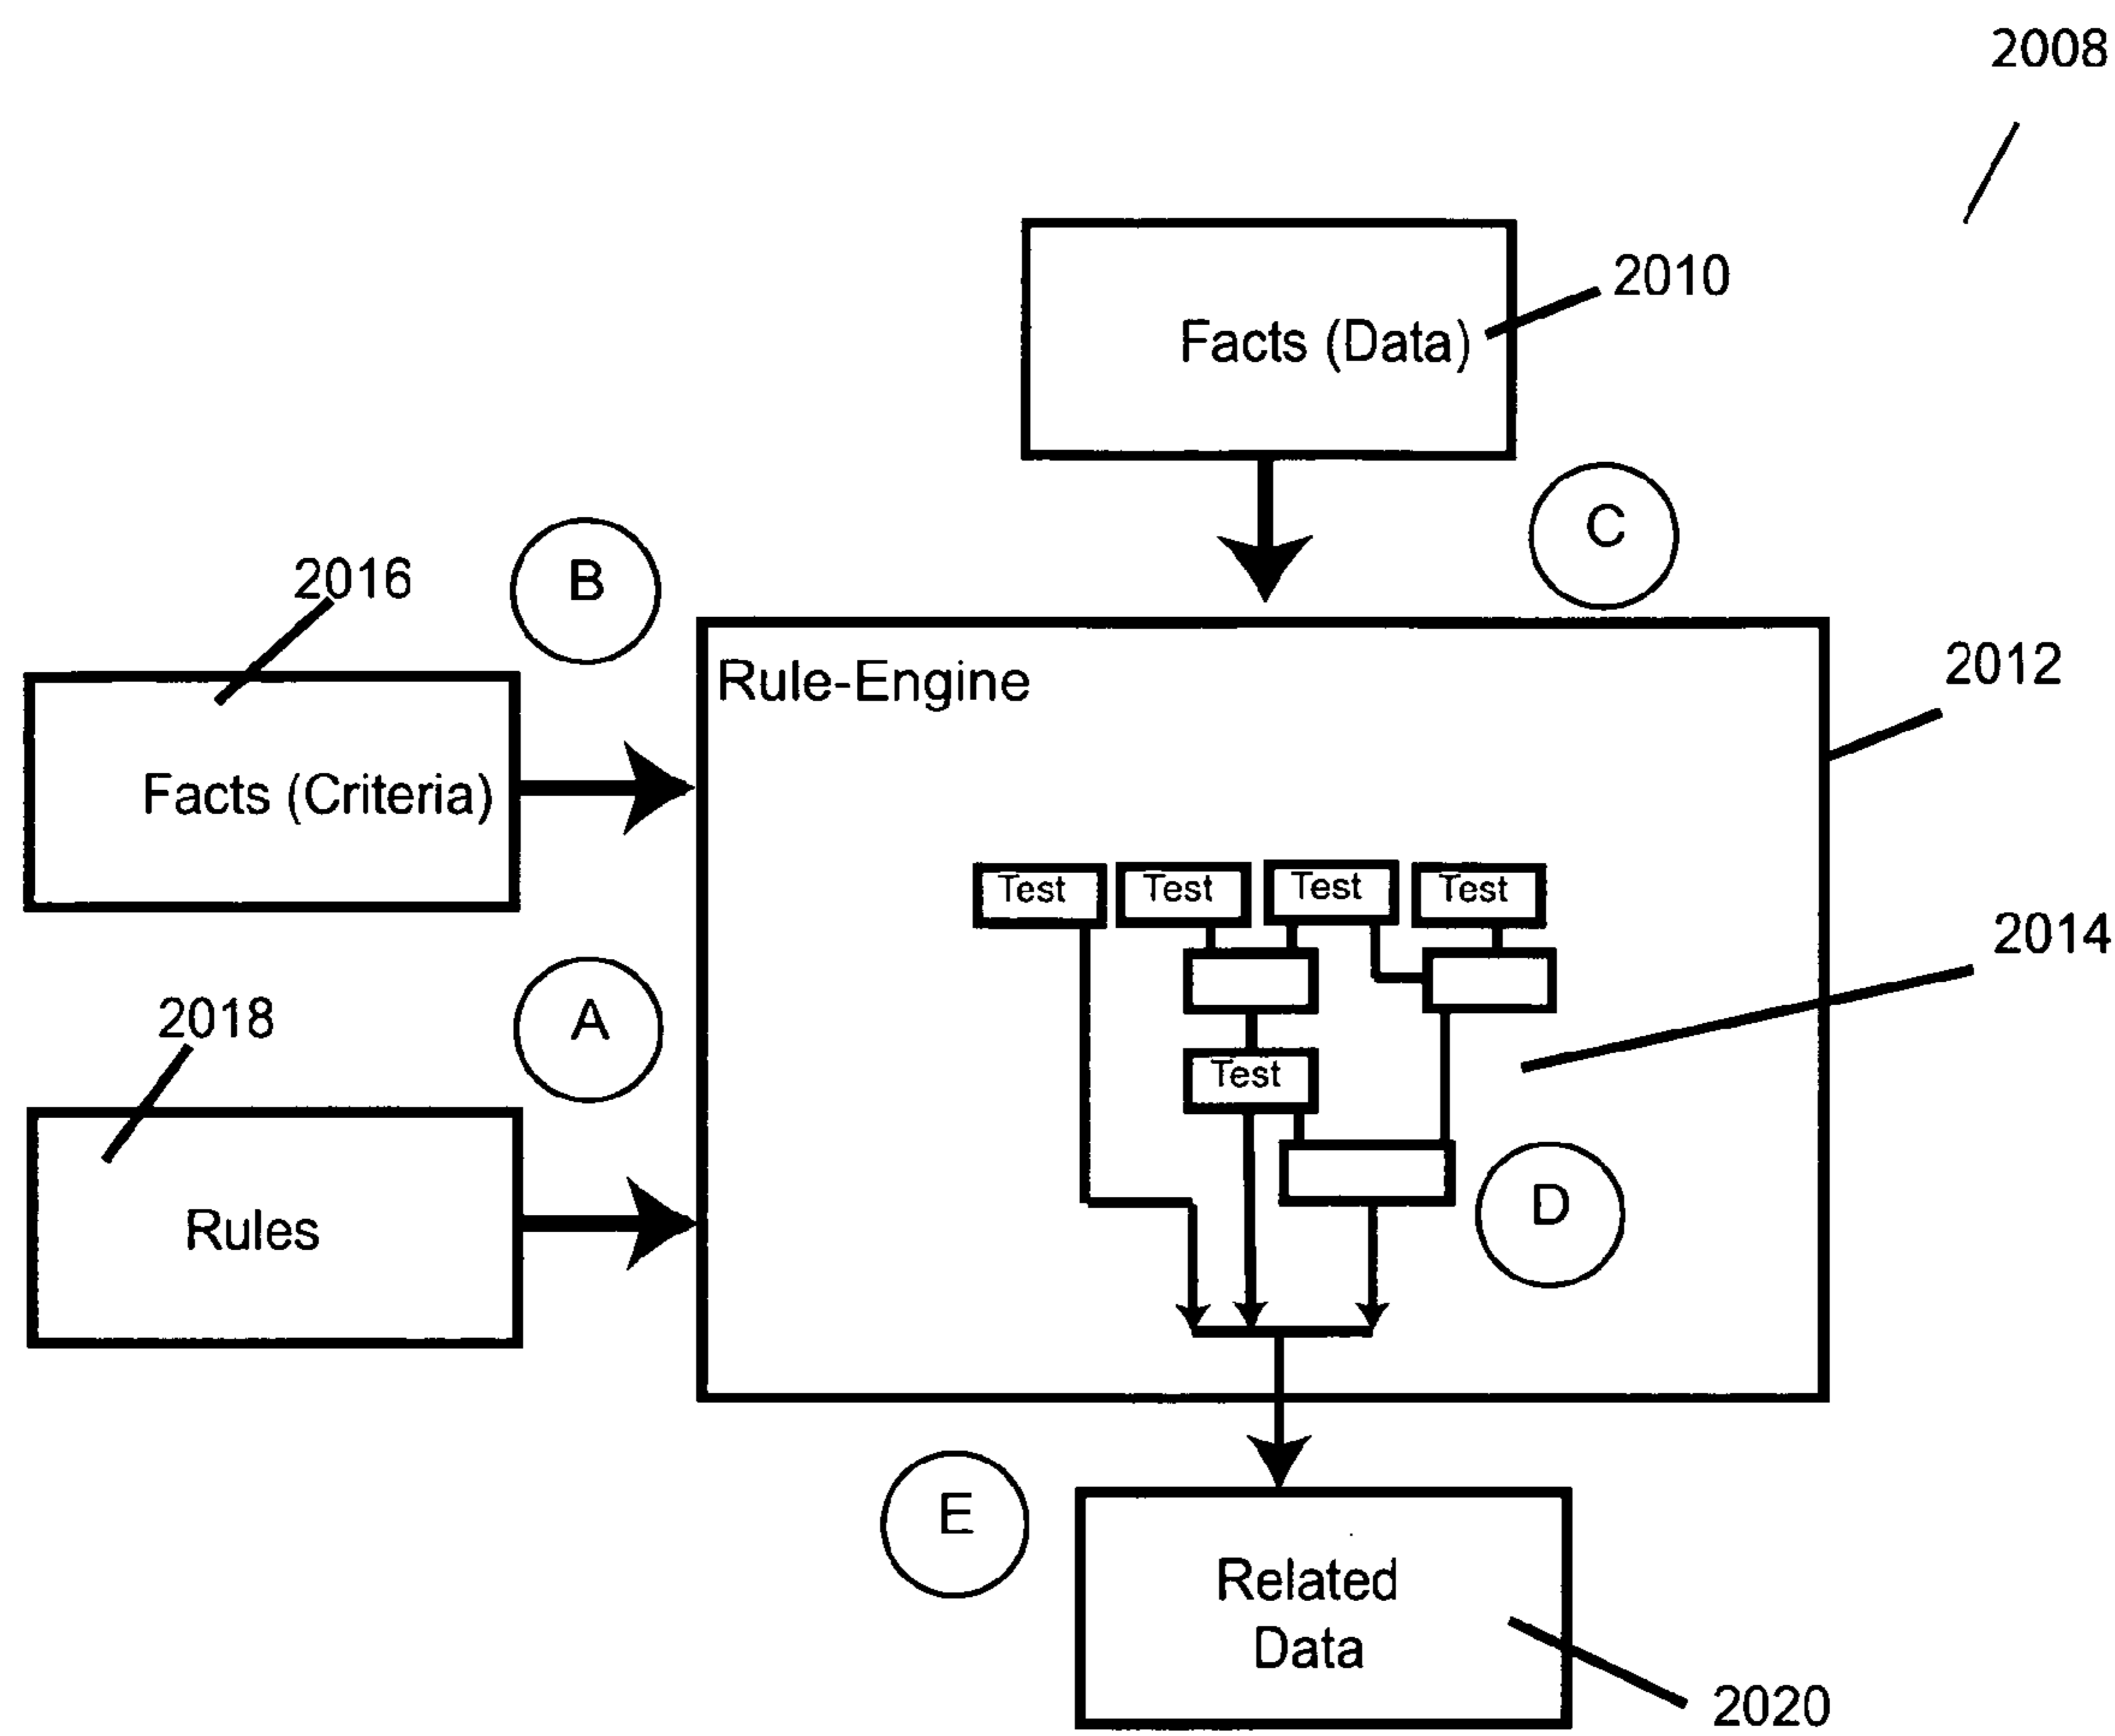 2008
2010
Facts (Data)
C
B
2016
Rule-Engine
2012
Facts (Criteria)
Test Test Test Test
2014
A
2018
Test
D
Rules
E
Related
Data
2020